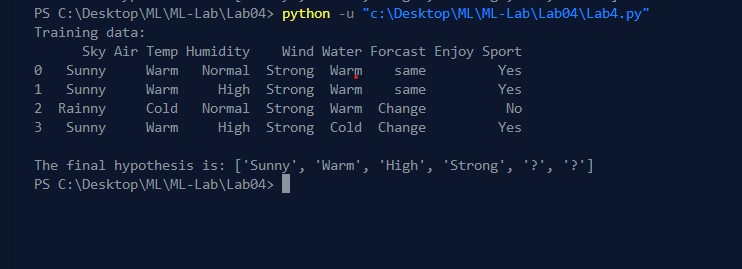 PS C:\Desktop\ML\ML-Lab\Lab04> python -u "c:\Desktop\ML\ML-Lab\Lab04\Lab4.py"
Training data:
Sky Air Temp Humidity Wind Water Forcast Enjoy Sport
0 Sunny Warm Normal Strong Warm same Yes
1 Sunny Warm High Strong Warm same Yes
2 Rainny Cold Normal Strong Warm Change No
3 Sunny Warm High Strong Cold Change Yes
The final hypothesis is: ['Sunny', 'Warm', 'High', 'Strong', '?', '?']
PS C:\Desktop\ML\ML-Lab\Lab04>